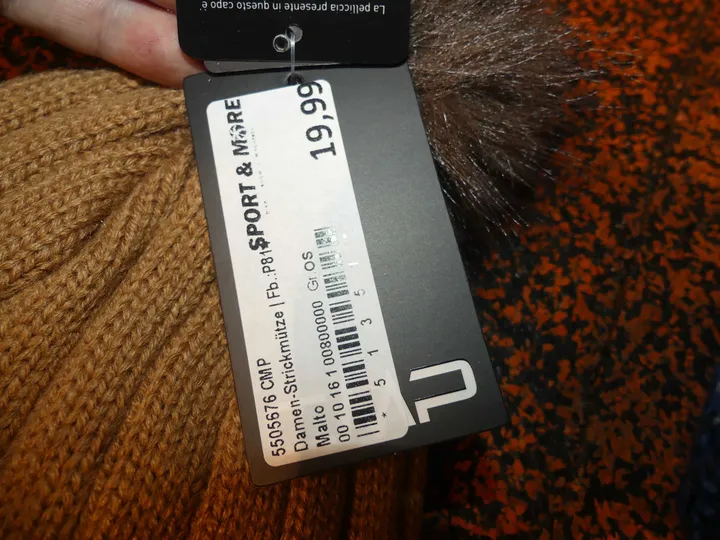 La pelliccia presente in questo capo è
SPORT & MORE
19,99
5505676 CMP
Damen-Strickmütze | Fb.:P81
Malto
00 10 16 1 00800000 Gr. OS
* 5 1 3 5